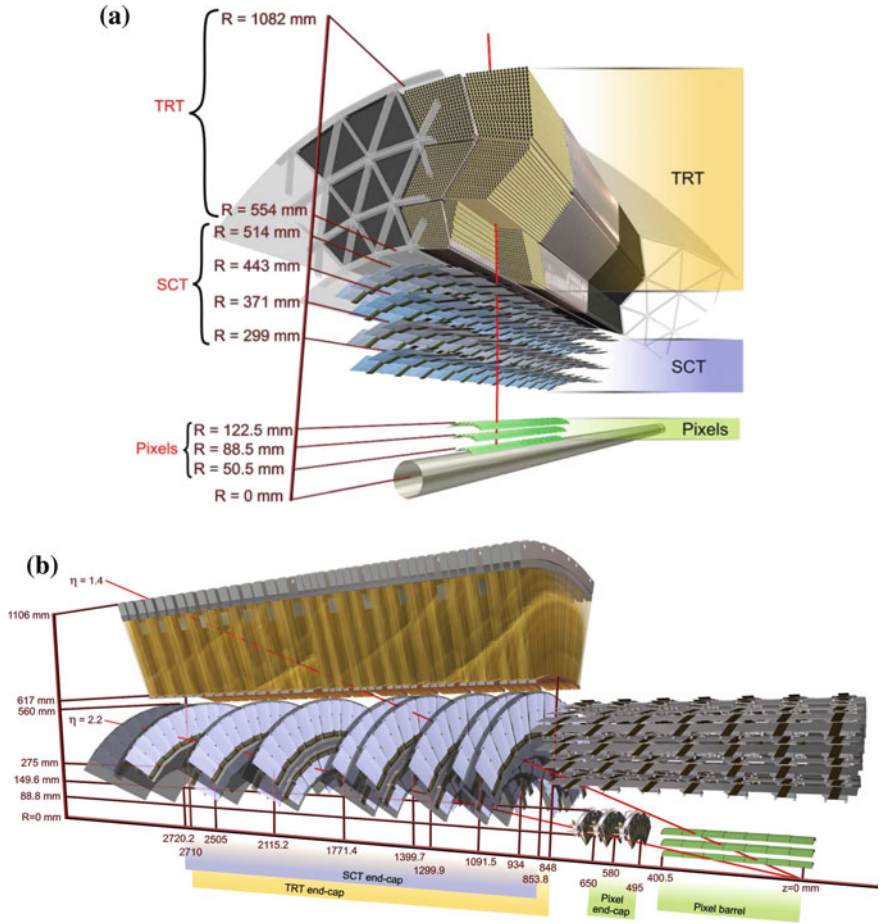 (a)
R = 1082 mm
TRT
R = 554 mm
R = 514 mm
R = 443 mm
SCT
R = 371 mm
R = 299 mm
R = 122.5 mm
Pixels
R = 88.5 mm
R = 50.5 mm
R = 0 mm
TRT
SCT
Pixels
(b)
η = 1.4
1106 mm
617 mm
560 mm
η = 2.2
275 mm
149.6 mm
88.8 mm
R=0 mm
2720.2
2710
2505
2115.2
1771.4
1399.7
1299.9
1091.5
934
853.8
848
650
580
495
400.5
z=0 mm
SCT end-cap
TRT end-cap
Pixel
end-cap
Pixel barrel